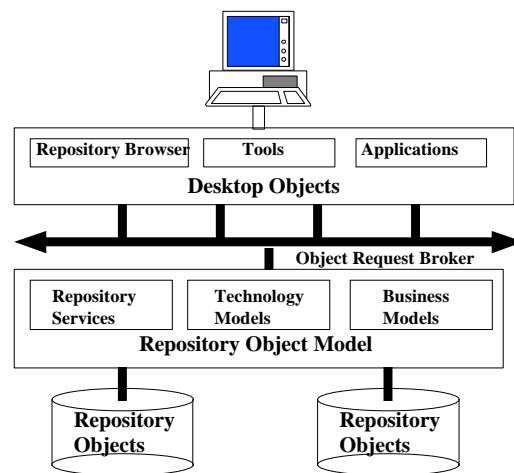 Repository Browser
Tools
Applications
Desktop Objects
Object Request Broker
Repository
Services
Technology
Models
Business
Models
Repository Object Model
Repository
Objects
Repository
Objects